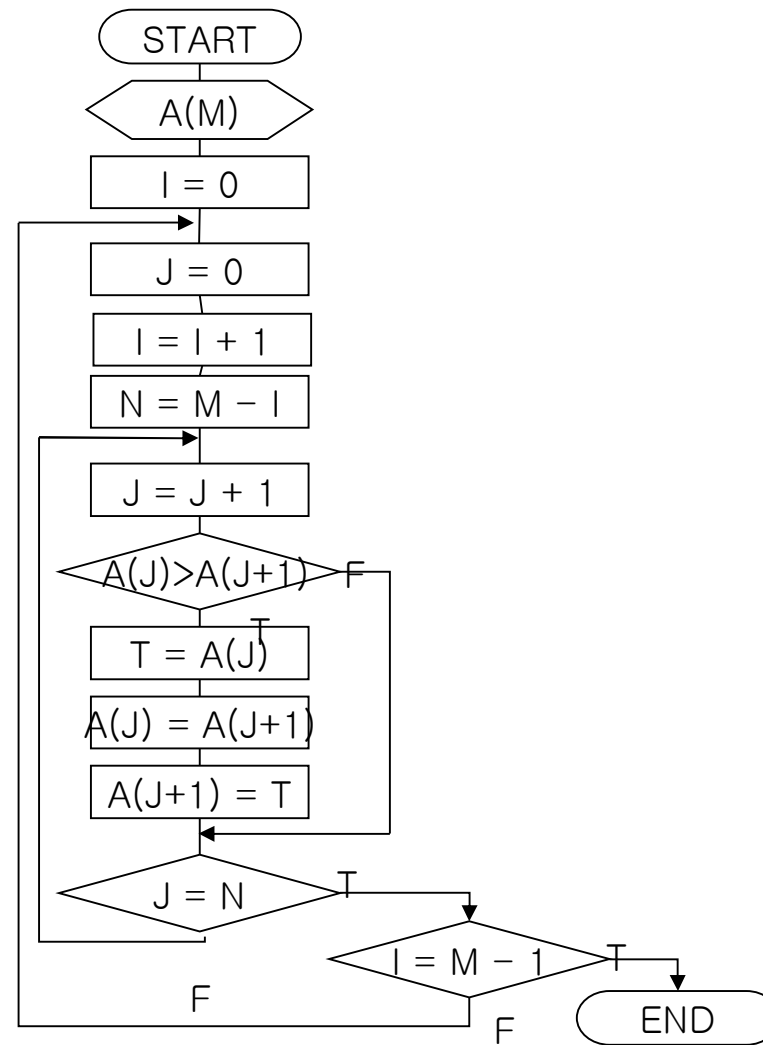 START
A(M)
I = 0
J = 0
I = I + 1
N = M - I
J = J + 1
A(J)>A(J+1)
F
T
T = A(J)
A(J) = A(J+1)
A(J+1) = T
J = N
T
I = M - 1
T
F
F
END